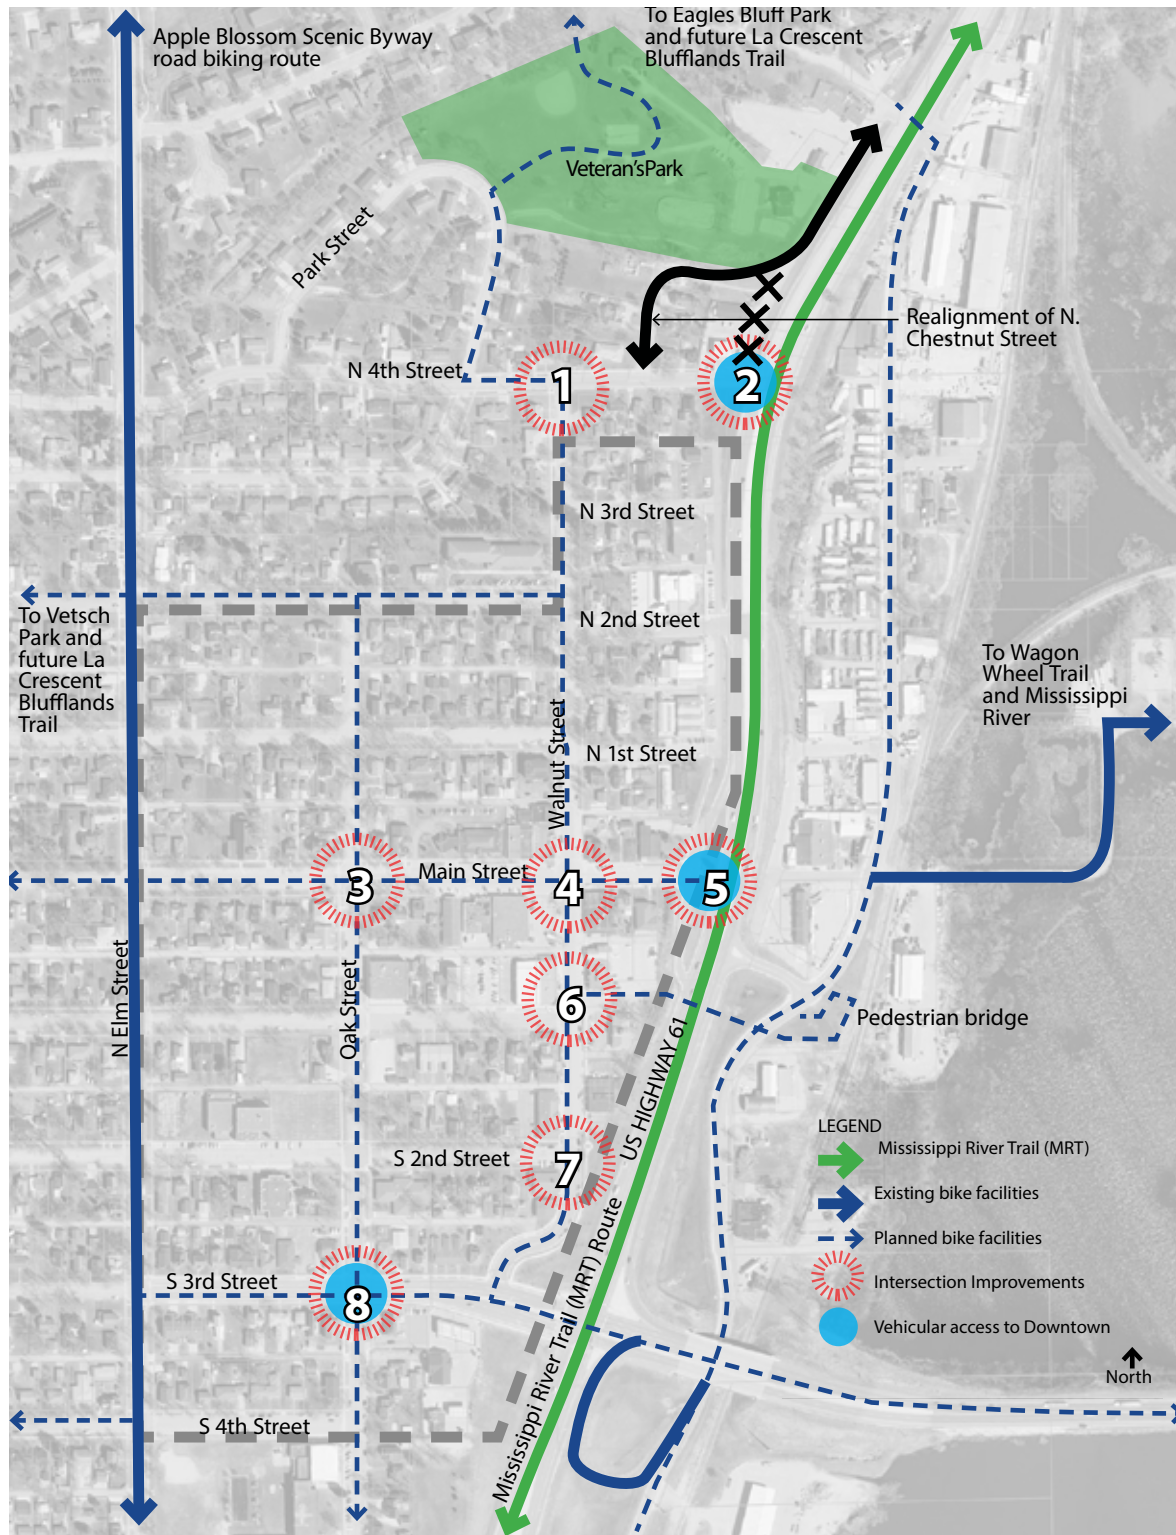 Apple Blossom Scenic Byway
road biking route
To Eagles Bluff Park
and future La Crescent
Blufflands Trail
Veteran'sPark
Park Street
Realignment of N.
Chestnut Street
N 4th Street
1
2
N 3rd Street
To Vetsch
Park and
future La
Crescent
Blufflands
Trail
N 2nd Street
To Wagon
Wheel Trail
and Mississippi
River
Walnut Street
N 1st Street
Main Street
3
4
5
N Elm Street
Oak Street
6
Pedestrian bridge
US HIGHWAY 61
S 2nd Street
7
Mississippi River Trail (MRT) Route
S 3rd Street
8
S 4th Street
LEGEND
Mississippi River Trail (MRT)
Existing bike facilities
Planned bike facilities
Intersection Improvements
Vehicular access to Downtown
North